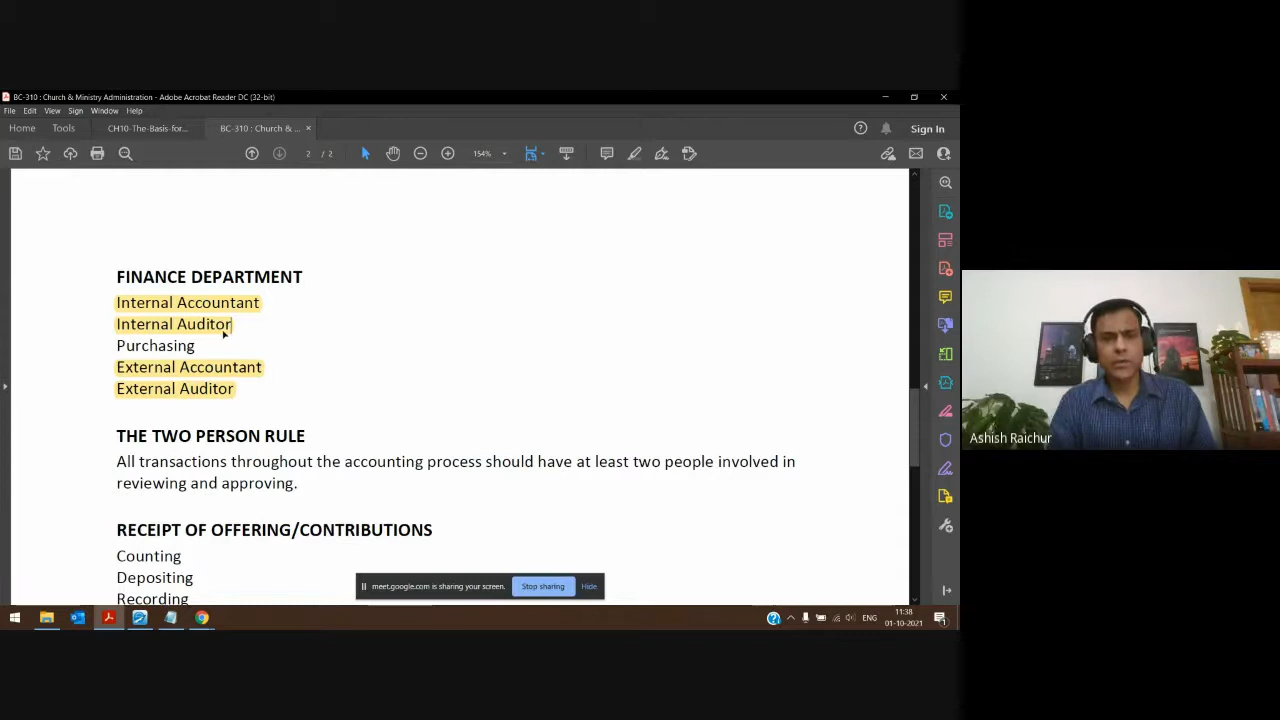 BC-310 : Church & Ministry Administration - Adobe Acrobat Reader DC (32-bit)
File Edit View Sign Window Help
Home Tools CH10-The-Basis-for... BC-310 : Church & ... × Sign In
2 / 2 154%
FINANCE DEPARTMENT
Internal Accountant
Internal Auditor
Purchasing
External Accountant
External Auditor
THE TWO PERSON RULE
All transactions throughout the accounting process should have at least two people involved in
reviewing and approving.
RECEIPT OF OFFERING/CONTRIBUTIONS
Counting
Depositing
Recording
meet.google.com is sharing your screen. Stop sharing Hide
ENG 11:38
01-10-2021
Ashish Raichur